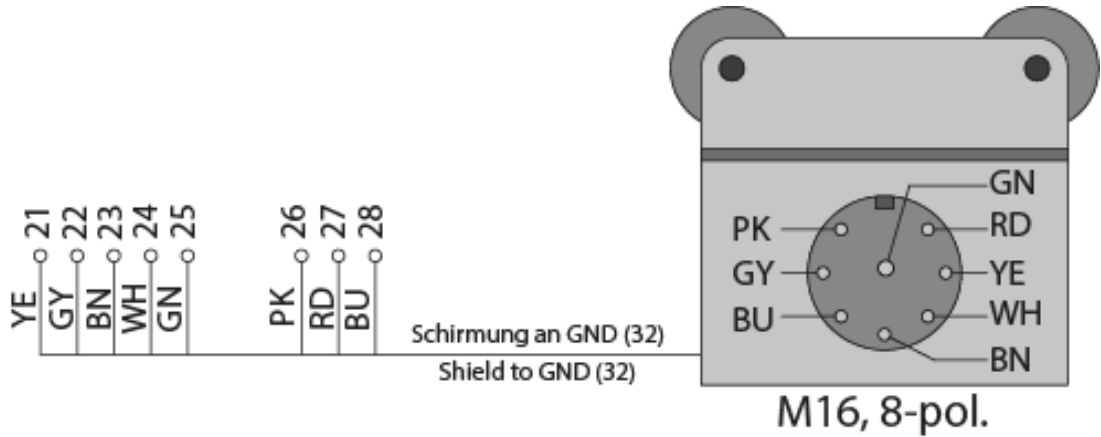 21 22 23 24 25 26 27 28
YE GY BN WH GN PK RD BU
Schirmung an GND (32)
Shield to GND (32)
GN
PK RD
GY YE
BU WH
BN
M16, 8-pol.